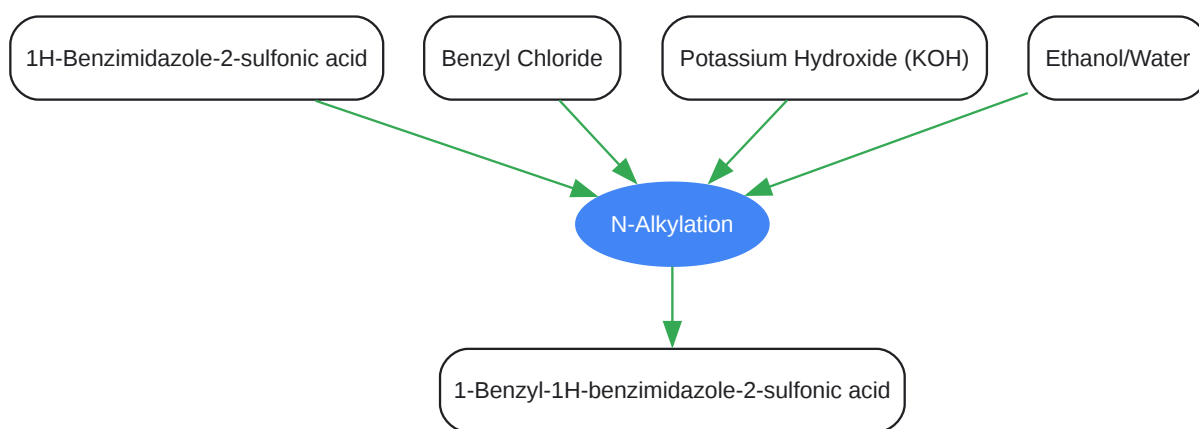 1H-Benzimidazole-2-sulfonic acid
Benzyl Chloride
Potassium Hydroxide (KOH)
Ethanol/Water
N-Alkylation
1-Benzyl-1H-benzimidazole-2-sulfonic acid